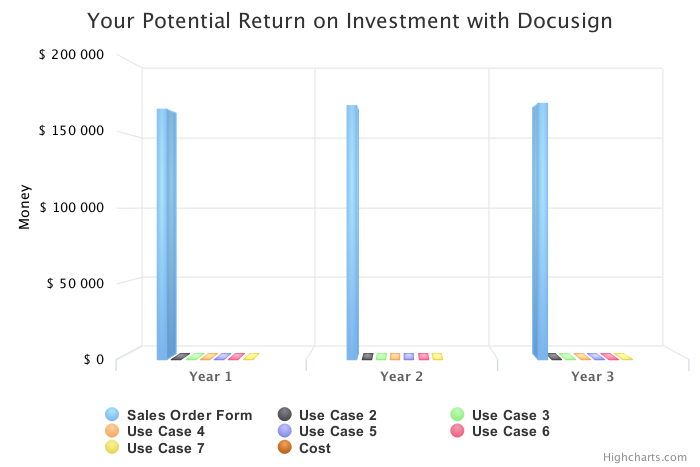 Your Potential Return on Investment with Docusign
$ 200 000
$ 150 000
$ 100 000
$ 50 000
$ 0
Money
Year 1
Year 2
Year 3
Sales Order Form
Use Case 2
Use Case 3
Use Case 4
Use Case 5
Use Case 6
Use Case 7
Cost
Highcharts.com